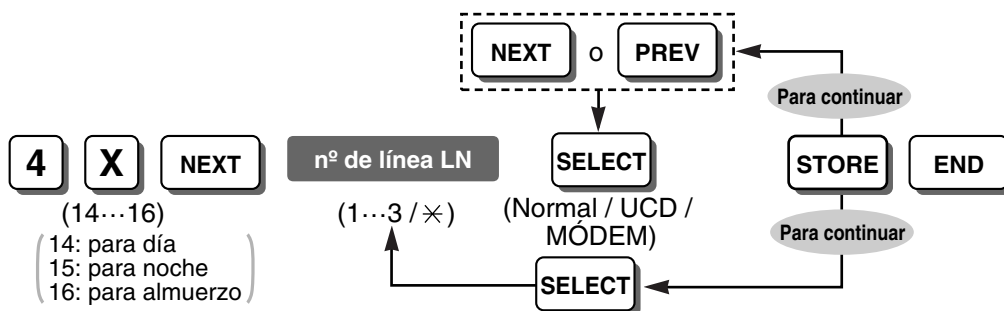 NEXT o PREV
Para continuar
4 X NEXT nº de línea LN SELECT STORE END
(14···16) (1···3 / ✳) (Normal / UCD / MÓDEM)
14: para día
15: para noche
16: para almuerzo
Para continuar
SELECT